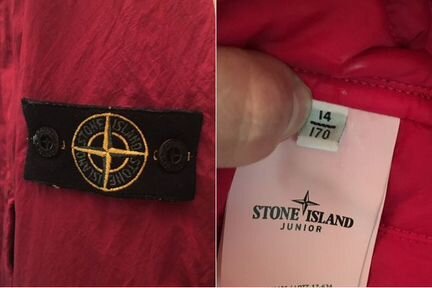 STONE ISLAND
STONE ISLAND
14
170
STONE ISLAND
JUNIOR